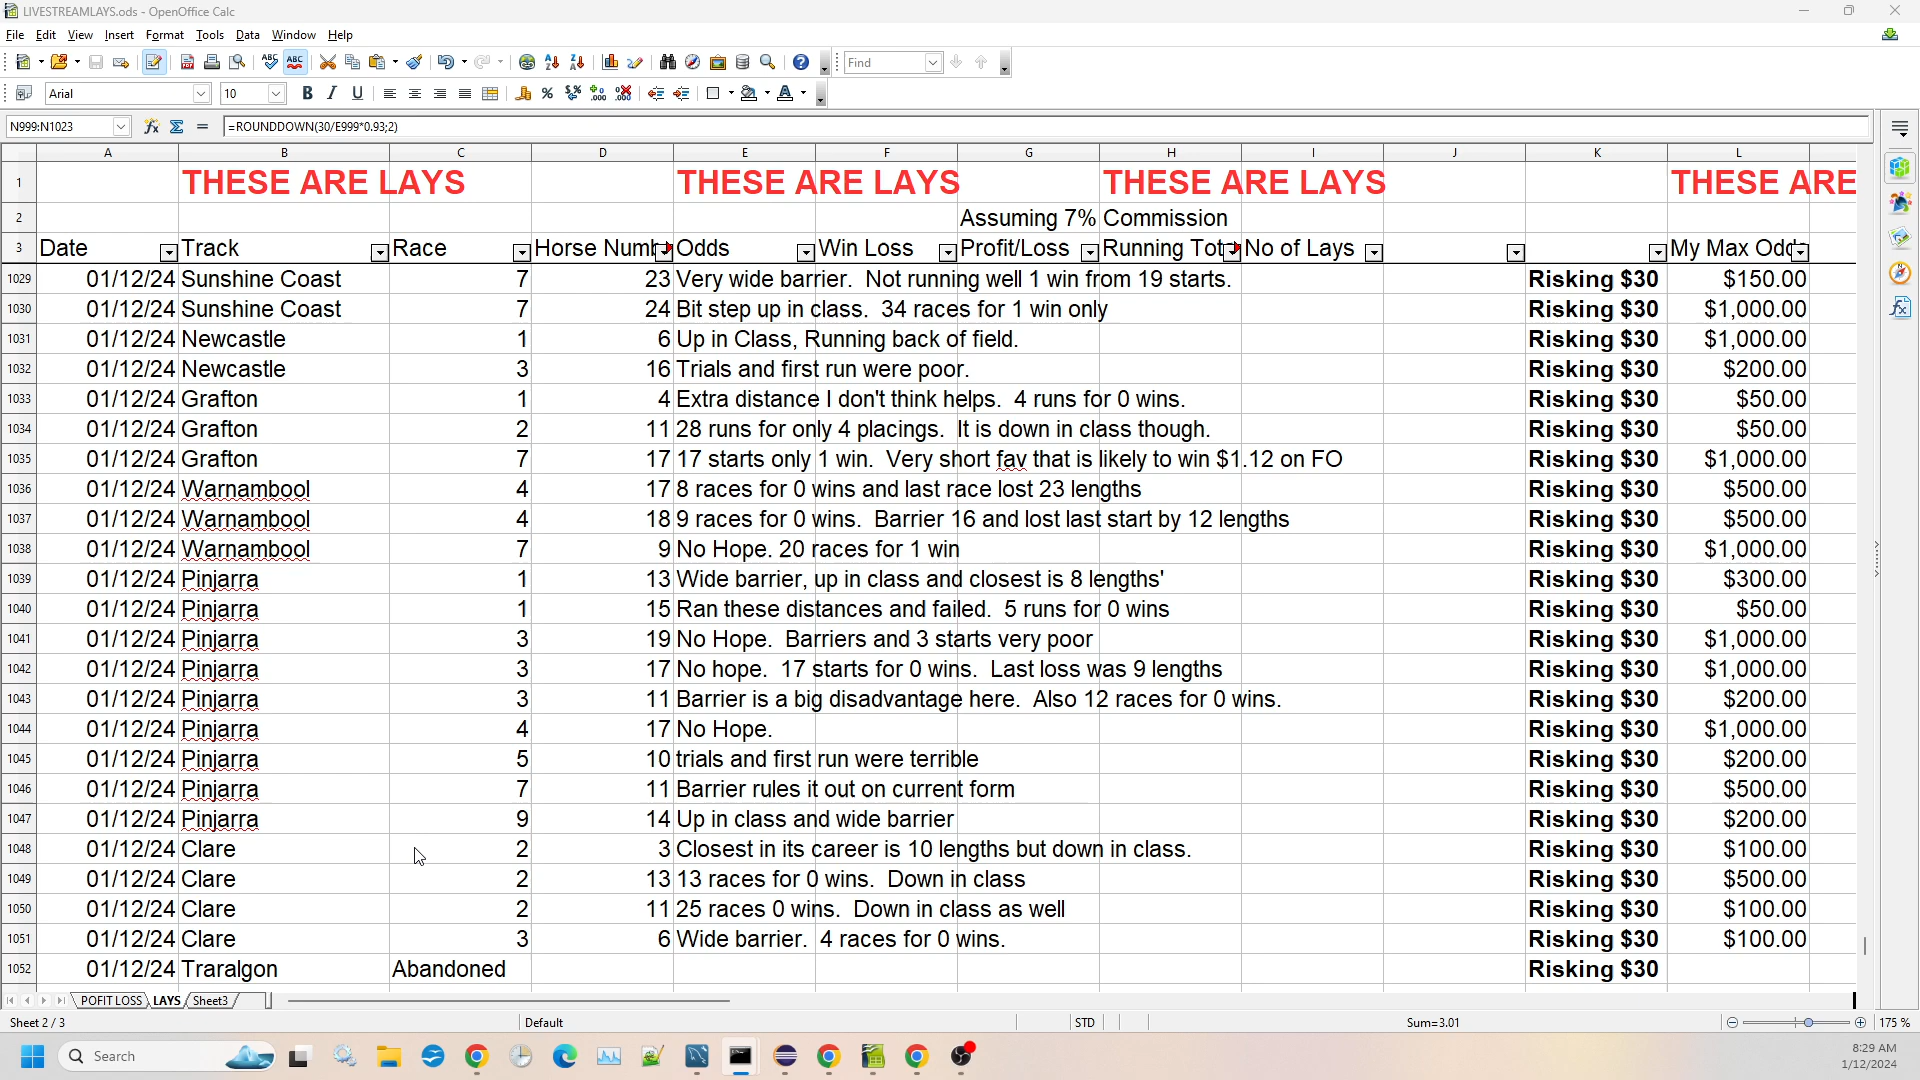 LIVESTREAMLAYS.ods - OpenOffice Calc
File Edit View Insert Format Tools Data Window Help
Find
Arial 10
N999:N1023 =ROUNDDOWN(30/E999*0.93;2)
A B C D E F G H I J K L
1 THESE ARE LAYS THESE ARE LAYS THESE ARE LAYS THESE ARE
2 Assuming 7% Commission
3 Date Track Race Horse Numb Odds Win Loss Profit/Loss Running Tot No of Lays My Max Odd's
1029 01/12/24 Sunshine Coast 7 23 Very wide barrier. Not running well 1 win from 19 starts. Risking $30 $150.00
1030 01/12/24 Sunshine Coast 7 24 Bit step up in class. 34 races for 1 win only Risking $30 $1,000.00
1031 01/12/24 Newcastle 1 6 Up in Class, Running back of field. Risking $30 $1,000.00
1032 01/12/24 Newcastle 3 16 Trials and first run were poor. Risking $30 $200.00
1033 01/12/24 Grafton 1 4 Extra distance I don't think helps. 4 runs for 0 wins. Risking $30 $50.00
1034 01/12/24 Grafton 2 11 28 runs for only 4 placings. It is down in class though. Risking $30 $50.00
1035 01/12/24 Grafton 7 17 17 starts only 1 win. Very short fav that is likely to win $1.12 on FO Risking $30 $1,000.00
1036 01/12/24 Warnambool 4 17 8 races for 0 wins and last race lost 23 lengths Risking $30 $500.00
1037 01/12/24 Warnambool 4 18 9 races for 0 wins. Barrier 16 and lost last start by 12 lengths Risking $30 $500.00
1038 01/12/24 Warnambool 7 9 No Hope. 20 races for 1 win Risking $30 $1,000.00
1039 01/12/24 Pinjarra 1 13 Wide barrier, up in class and closest is 8 lengths' Risking $30 $300.00
1040 01/12/24 Pinjarra 1 15 Ran these distances and failed. 5 runs for 0 wins Risking $30 $50.00
1041 01/12/24 Pinjarra 3 19 No Hope. Barriers and 3 starts very poor Risking $30 $1,000.00
1042 01/12/24 Pinjarra 3 17 No hope. 17 starts for 0 wins. Last loss was 9 lengths Risking $30 $1,000.00
1043 01/12/24 Pinjarra 3 11 Barrier is a big disadvantage here. Also 12 races for 0 wins. Risking $30 $200.00
1044 01/12/24 Pinjarra 4 17 No Hope. Risking $30 $1,000.00
1045 01/12/24 Pinjarra 5 10 trials and first run were terrible Risking $30 $200.00
1046 01/12/24 Pinjarra 7 11 Barrier rules it out on current form Risking $30 $500.00
1047 01/12/24 Pinjarra 9 14 Up in class and wide barrier Risking $30 $200.00
1048 01/12/24 Clare 2 3 Closest in its career is 10 lengths but down in class. Risking $30 $100.00
1049 01/12/24 Clare 2 13 13 races for 0 wins. Down in class Risking $30 $500.00
1050 01/12/24 Clare 2 11 25 races 0 wins. Down in class as well Risking $30 $100.00
1051 01/12/24 Clare 3 6 Wide barrier. 4 races for 0 wins. Risking $30 $100.00
1052 01/12/24 Traralgon Abandoned Risking $30
POFIT LOSS LAYS Sheet3
Sheet 2 / 3 Default STD Sum=3.01 175 %
Search
8:29 AM
1/12/2024